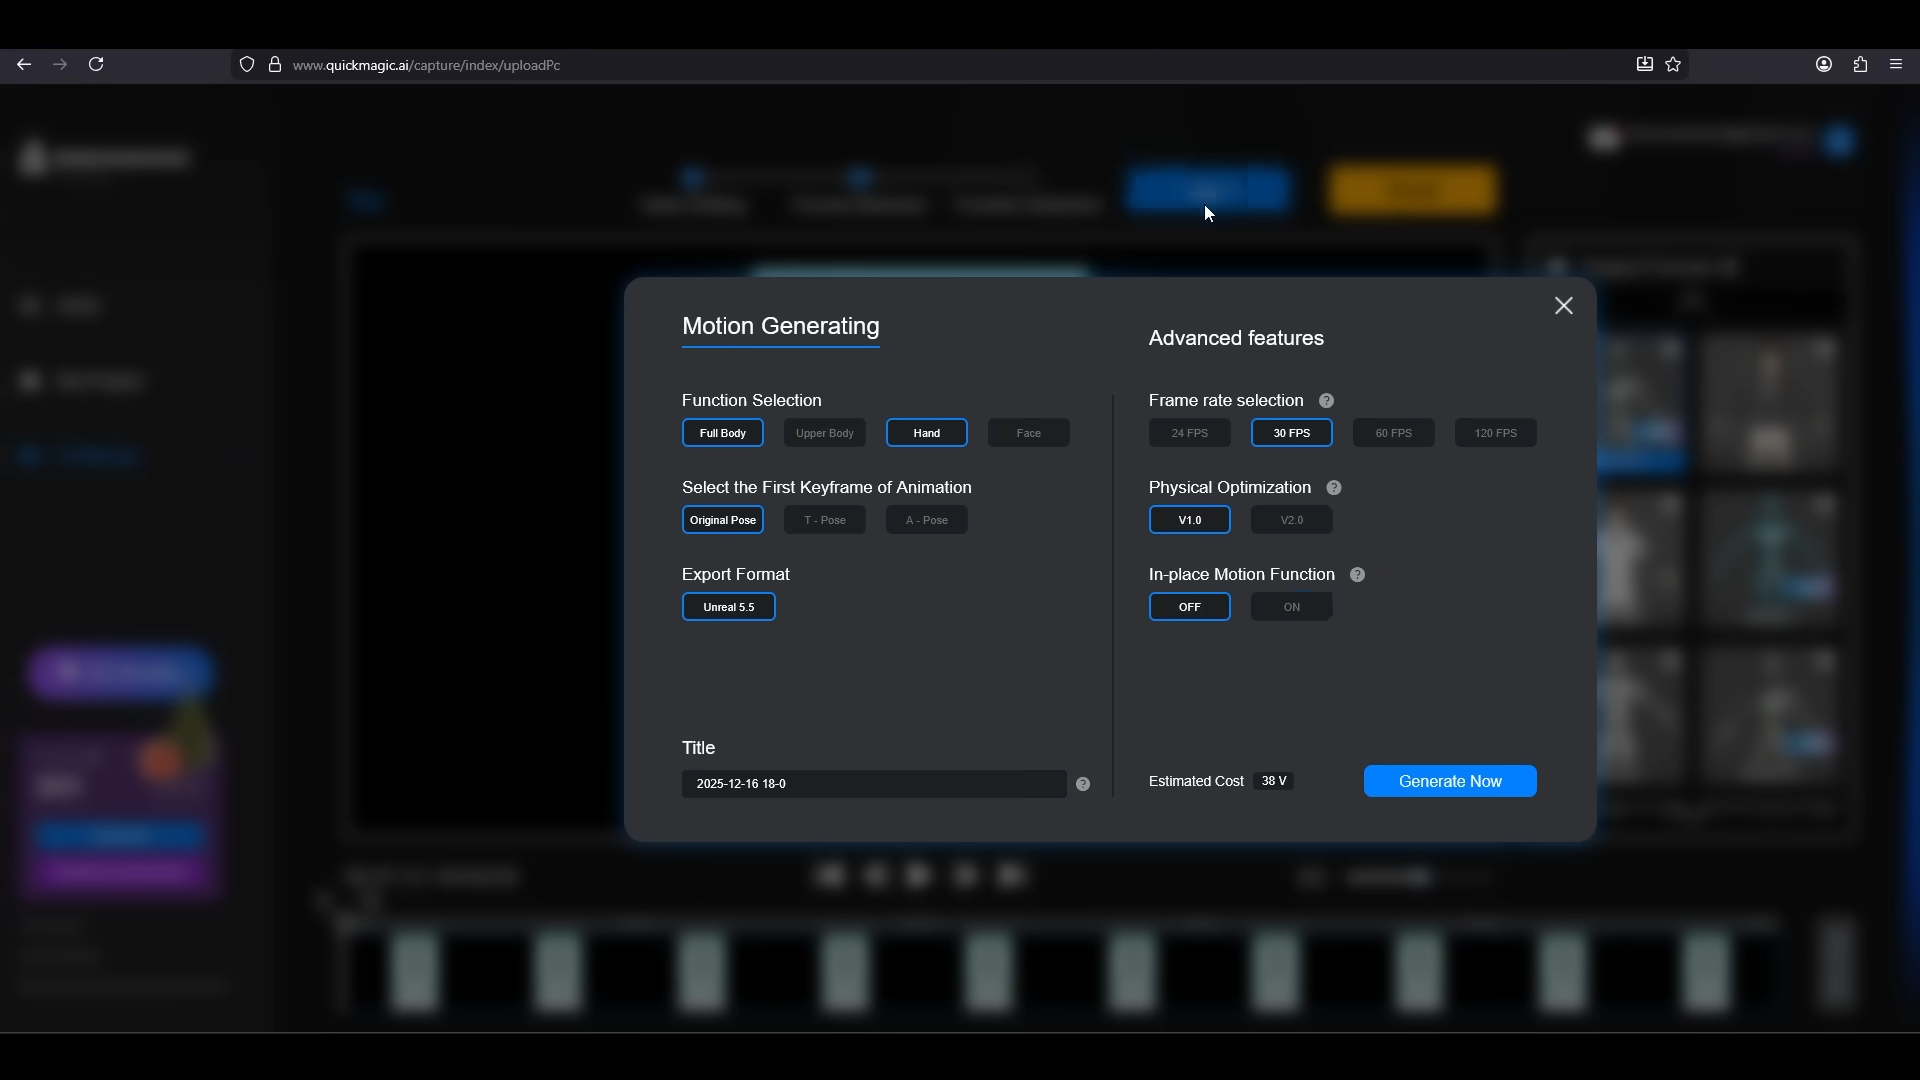 www.quickmagic.ai/capture/index/uploadPc
Motion Generating
Function Selection
Full Body
Upper Body
Hand
Face
Select the First Keyframe of Animation
Original Pose
T - Pose
A - Pose
Export Format
Unreal 5.5
Title
2025-12-16 18-0
?
Advanced features
Frame rate selection ?
24 FPS
30 FPS
60 FPS
120 FPS
Physical Optimization ?
V1.0
V2.0
In-place Motion Function ?
OFF
ON
Estimated Cost 38 V
Generate Now